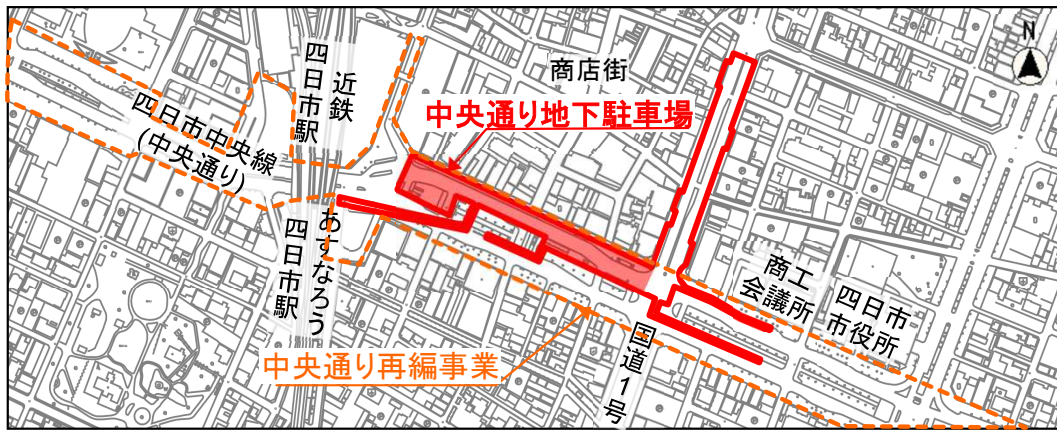 N
商店街
近鉄
四日市駅
中央通り地下駐車場
四日市中央線
(中央通り)
あすなろう
四日市駅
商工
会議所
四日市
市役所
国道1号
中央通り再編事業